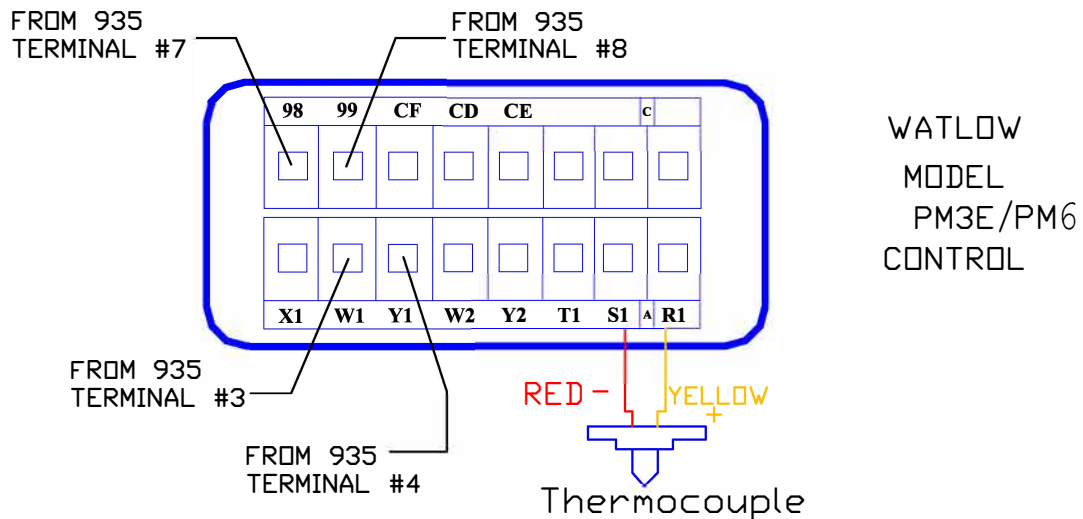 FROM 935
TERMINAL #7
FROM 935
TERMINAL #8
98 99 CF CD CE C
WATLOW
MODEL
PM3E/PM6
CONTROL
X1 W1 Y1 W2 Y2 T1 S1 A R1
FROM 935
TERMINAL #3
RED -
YELLOW
+
FROM 935
TERMINAL #4
Thermocouple